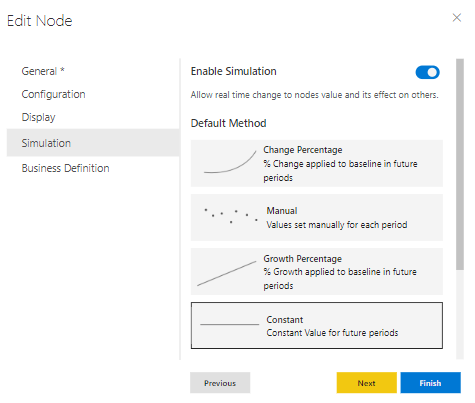 Edit Node
General *
Configuration
Display
Simulation
Business Definition
Enable Simulation
Allow real time change to nodes value and its effect on others.
Default Method
Change Percentage
% Change applied to baseline in future
periods
Manual
Values set manually for each period
Growth Percentage
% Growth applied to baseline in future
periods
Constant
Constant Value for future periods
Previous
Next
Finish